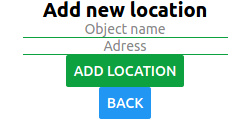 Add new location
Object name
Adress
ADD LOCATION
BACK